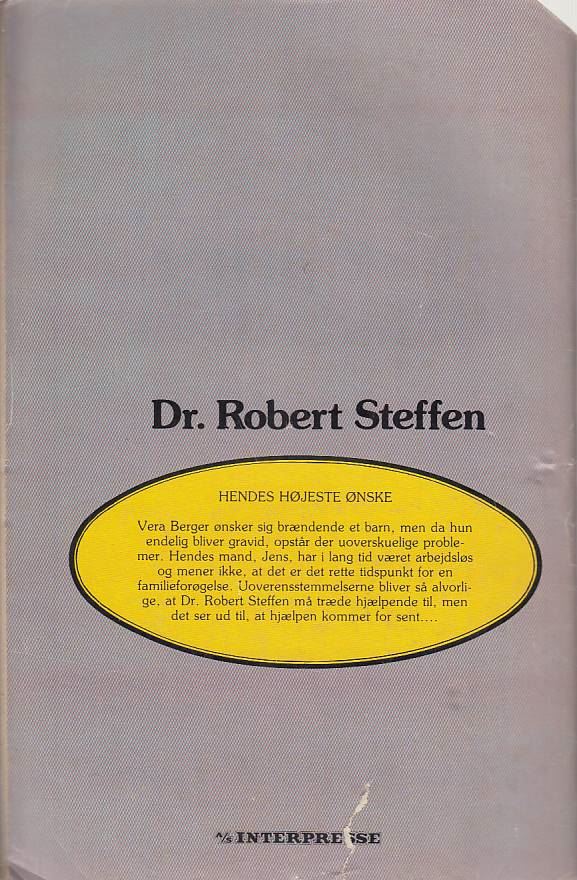 Dr. Robert Steffen
HENDES HØJESTE ØNSKE
Vera Berger ønsker sig brændende et barn, men da hun
endelig bliver gravid, opstår der uoverskuelige proble-
mer. Hendes mand, Jens, har i lang tid været arbejdsløs
og mener ikke, at det er det rette tidspunkt for en
familieforøgelse. Uoverensstemmelserne bliver så alvorli-
ge, at Dr. Robert Steffen må træde hjælpende til, men
det ser ud til, at hjælpen kommer for sent....
A/S INTERPRESSE